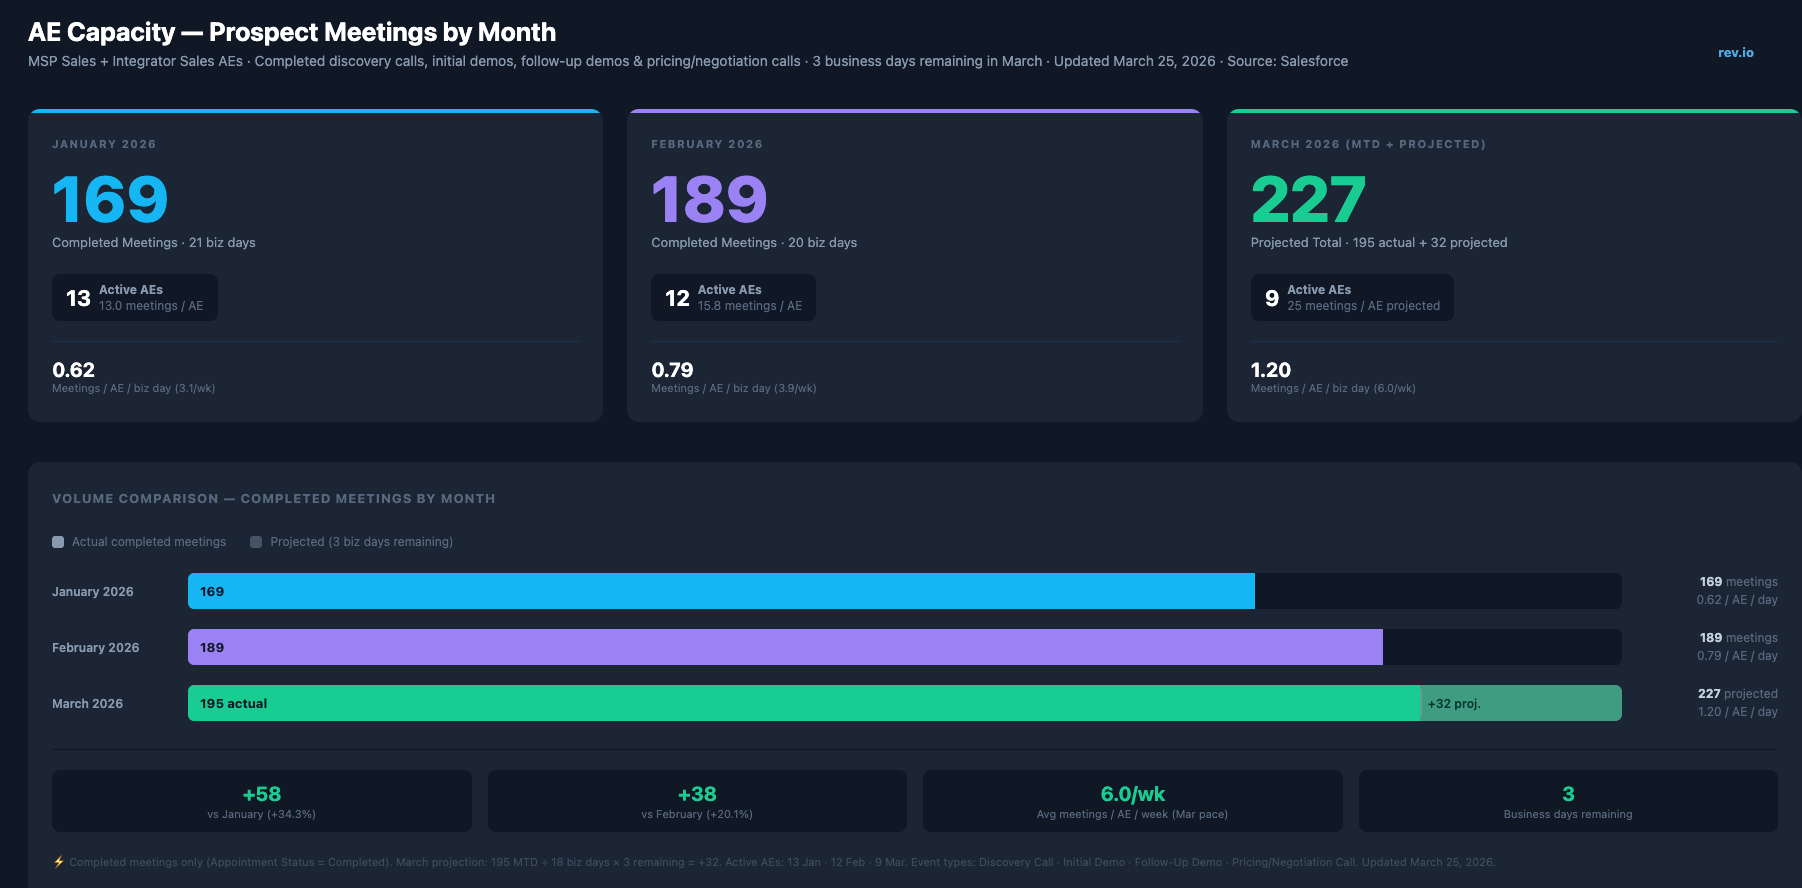 AE Capacity — Prospect Meetings by Month
MSP Sales + Integrator Sales AEs · Completed discovery calls, initial demos, follow-up demos & pricing/negotiation calls · 3 business days remaining in March · Updated March 25, 2026 · Source: Salesforce
rev.io
JANUARY 2026
169
Completed Meetings · 21 biz days
13
Active AEs
13.0 meetings / AE
0.62
Meetings / AE / biz day (3.1/wk)
FEBRUARY 2026
189
Completed Meetings · 20 biz days
12
Active AEs
15.8 meetings / AE
0.79
Meetings / AE / biz day (3.9/wk)
MARCH 2026 (MTD + PROJECTED)
227
Projected Total · 195 actual + 32 projected
9
Active AEs
25 meetings / AE projected
1.20
Meetings / AE / biz day (6.0/wk)
VOLUME COMPARISON — COMPLETED MEETINGS BY MONTH
Actual completed meetings
Projected (3 biz days remaining)
January 2026
169
169 meetings
0.62 / AE / day
February 2026
189
189 meetings
0.79 / AE / day
March 2026
195 actual
+32 proj.
227 projected
1.20 / AE / day
+58
vs January (+34.3%)
+38
vs February (+20.1%)
6.0/wk
Avg meetings / AE / week (Mar pace)
3
Business days remaining
⚡ Completed meetings only (Appointment Status = Completed). March projection: 195 MTD ÷ 18 biz days × 3 remaining = +32. Active AEs: 13 Jan · 12 Feb · 9 Mar. Event types: Discovery Call · Initial Demo · Follow-Up Demo · Pricing/Negotiation Call. Updated March 25, 2026.